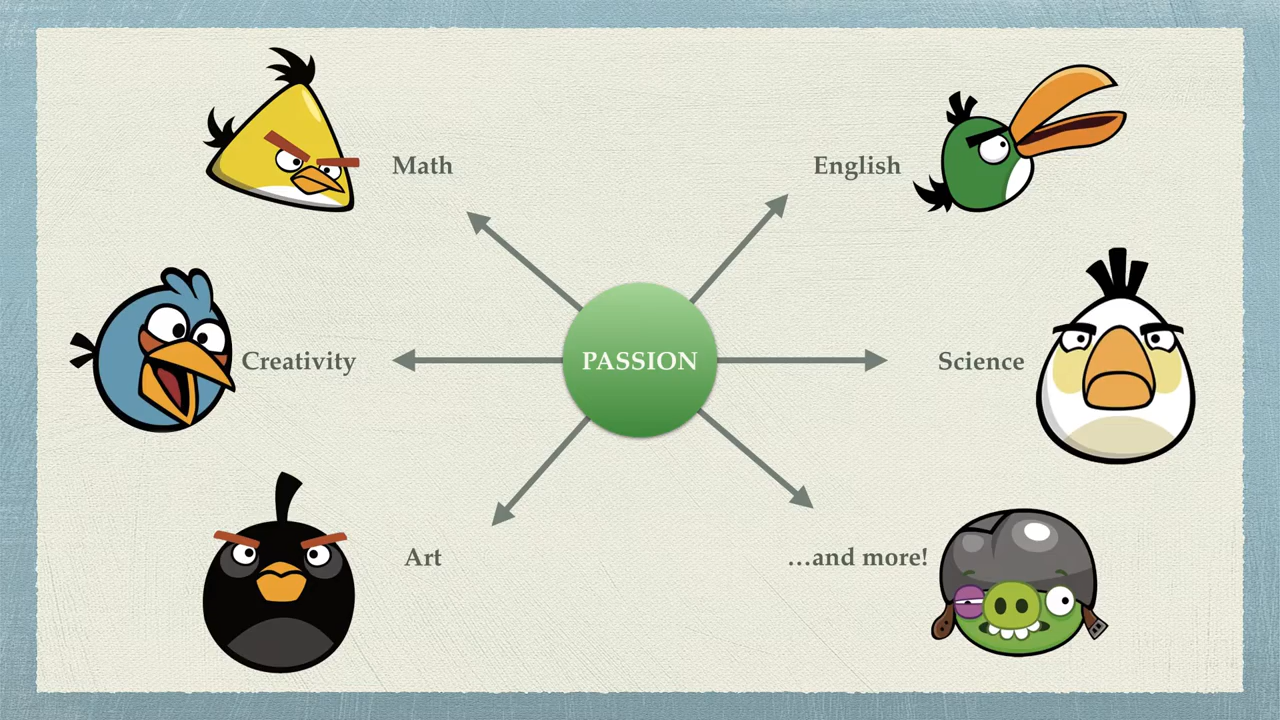 Math
English
Creativity
PASSION
Science
Art
…and more!